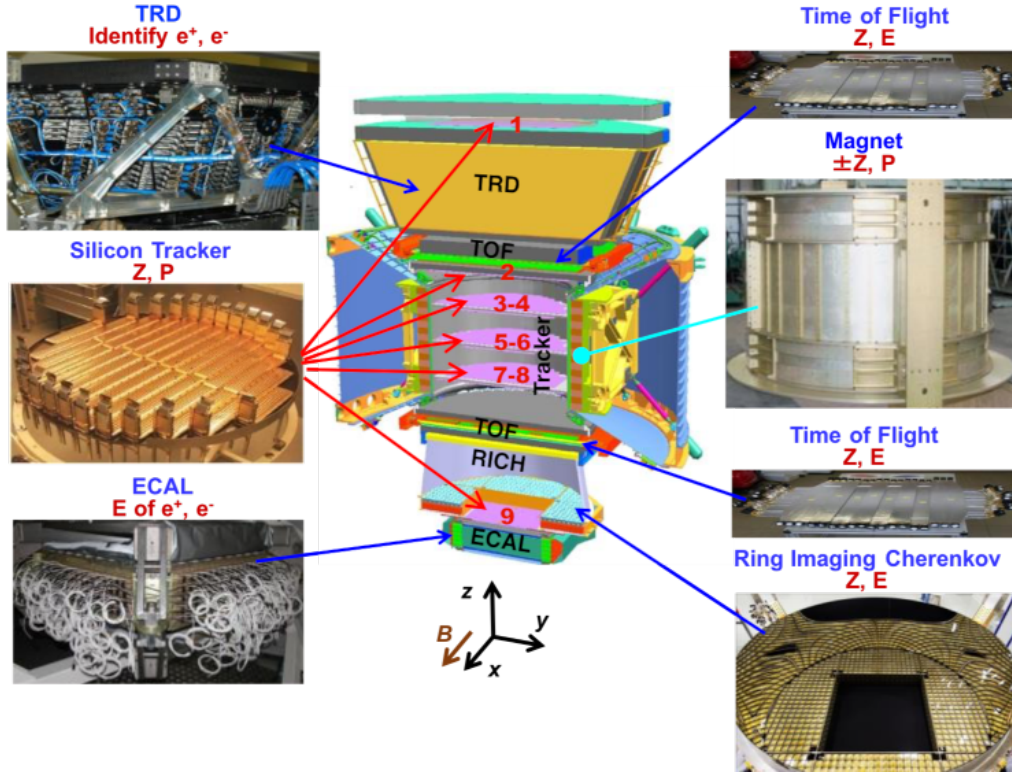 TRD
Identify e⁺, e⁻
Silicon Tracker
Z, P
ECAL
E of e⁺, e⁻
1
TRD
TOF
2
3-4
5-6
7-8
Tracker
TOF
RICH
9
ECAL
z
y
B
x
Time of Flight
Z, E
Magnet
±Z, P
Time of Flight
Z, E
Ring Imaging Cherenkov
Z, E